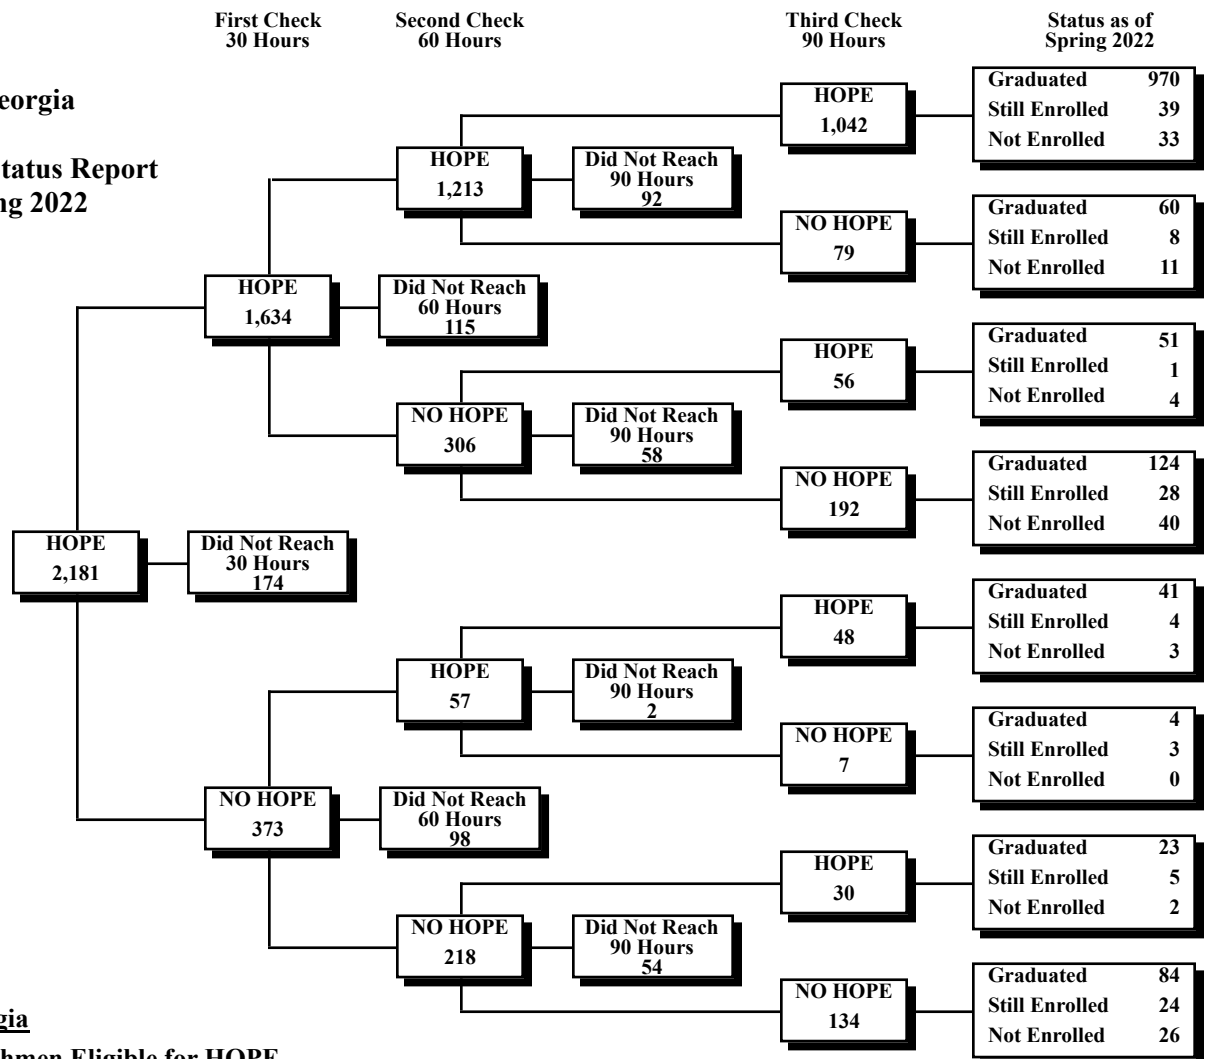 First Check
30 Hours
Second Check
60 Hours
Third Check
90 Hours
Status as of
Spring 2022
eorgia
tatus Report
ng 2022
HOPE
2,181
Did Not Reach
30 Hours
174
HOPE
1,634
Did Not Reach
60 Hours
115
NO HOPE
373
Did Not Reach
60 Hours
98
HOPE
1,213
Did Not Reach
90 Hours
92
NO HOPE
306
Did Not Reach
90 Hours
58
HOPE
57
Did Not Reach
90 Hours
2
NO HOPE
218
Did Not Reach
90 Hours
54
HOPE
1,042
Graduated 970
Still Enrolled 39
Not Enrolled 33
NO HOPE
79
Graduated 60
Still Enrolled 8
Not Enrolled 11
HOPE
56
Graduated 51
Still Enrolled 1
Not Enrolled 4
NO HOPE
192
Graduated 124
Still Enrolled 28
Not Enrolled 40
HOPE
48
Graduated 41
Still Enrolled 4
Not Enrolled 3
NO HOPE
7
Graduated 4
Still Enrolled 3
Not Enrolled 0
HOPE
30
Graduated 23
Still Enrolled 5
Not Enrolled 2
NO HOPE
134
Graduated 84
Still Enrolled 24
Not Enrolled 26
gia
hmen Eligible for HOPE